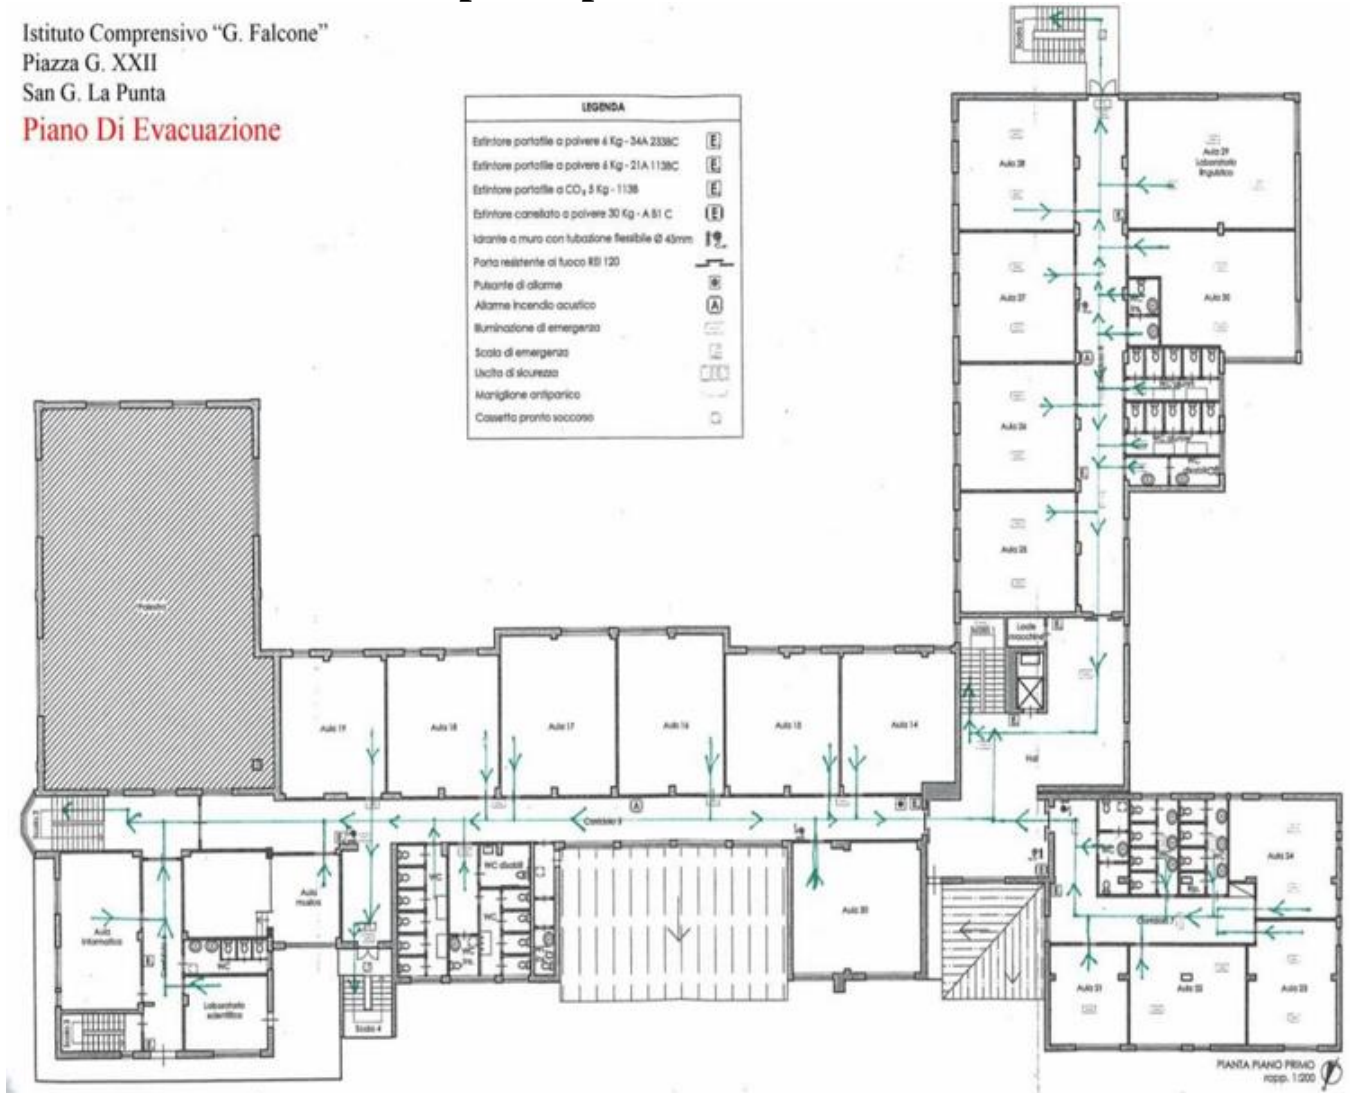 Istituto Comprensivo “G. Falcone”
Piazza G. XXII
San G. La Punta
Piano Di Evacuazione
LEGENDA
Estintore portatile a polvere 6 Kg - 34A 233BC E
Estintore portatile a polvere 6 Kg - 21A 113BC E
Estintore portatile a CO₂ 5 Kg - 113B E
Estintore carrellato a polvere 30 Kg - A B1 C E
Idrante a muro con tubazione flessibile Ø 45mm
Porta resistente al fuoco REI 120
Pulsante di allarme
Allarme incendio acustico A
Illuminazione di emergenza
Scala di emergenza
Uscita di sicurezza
Maniglione antipanico
Cassetta pronto soccorso
Aula 28
Aula 29
Laboratorio
linguistico
Aula 27
Aula 30
Aula 26
WC
Aula 25
Palestra
Locale
macchine
Aula 19
Aula 18
Aula 17
Aula 16
Aula 15
Aula 14
Hall
A
E
Corridoio
Aula 24
WC
WC disabili
Aula
musica
WC
Aula 20
Corridoio 7
Aula
informatica
WC
Aula 21
Aula 22
Aula 23
Laboratorio
scientifico
Scala 4
PIANTA PIANO PRIMO
rapp. 1:200